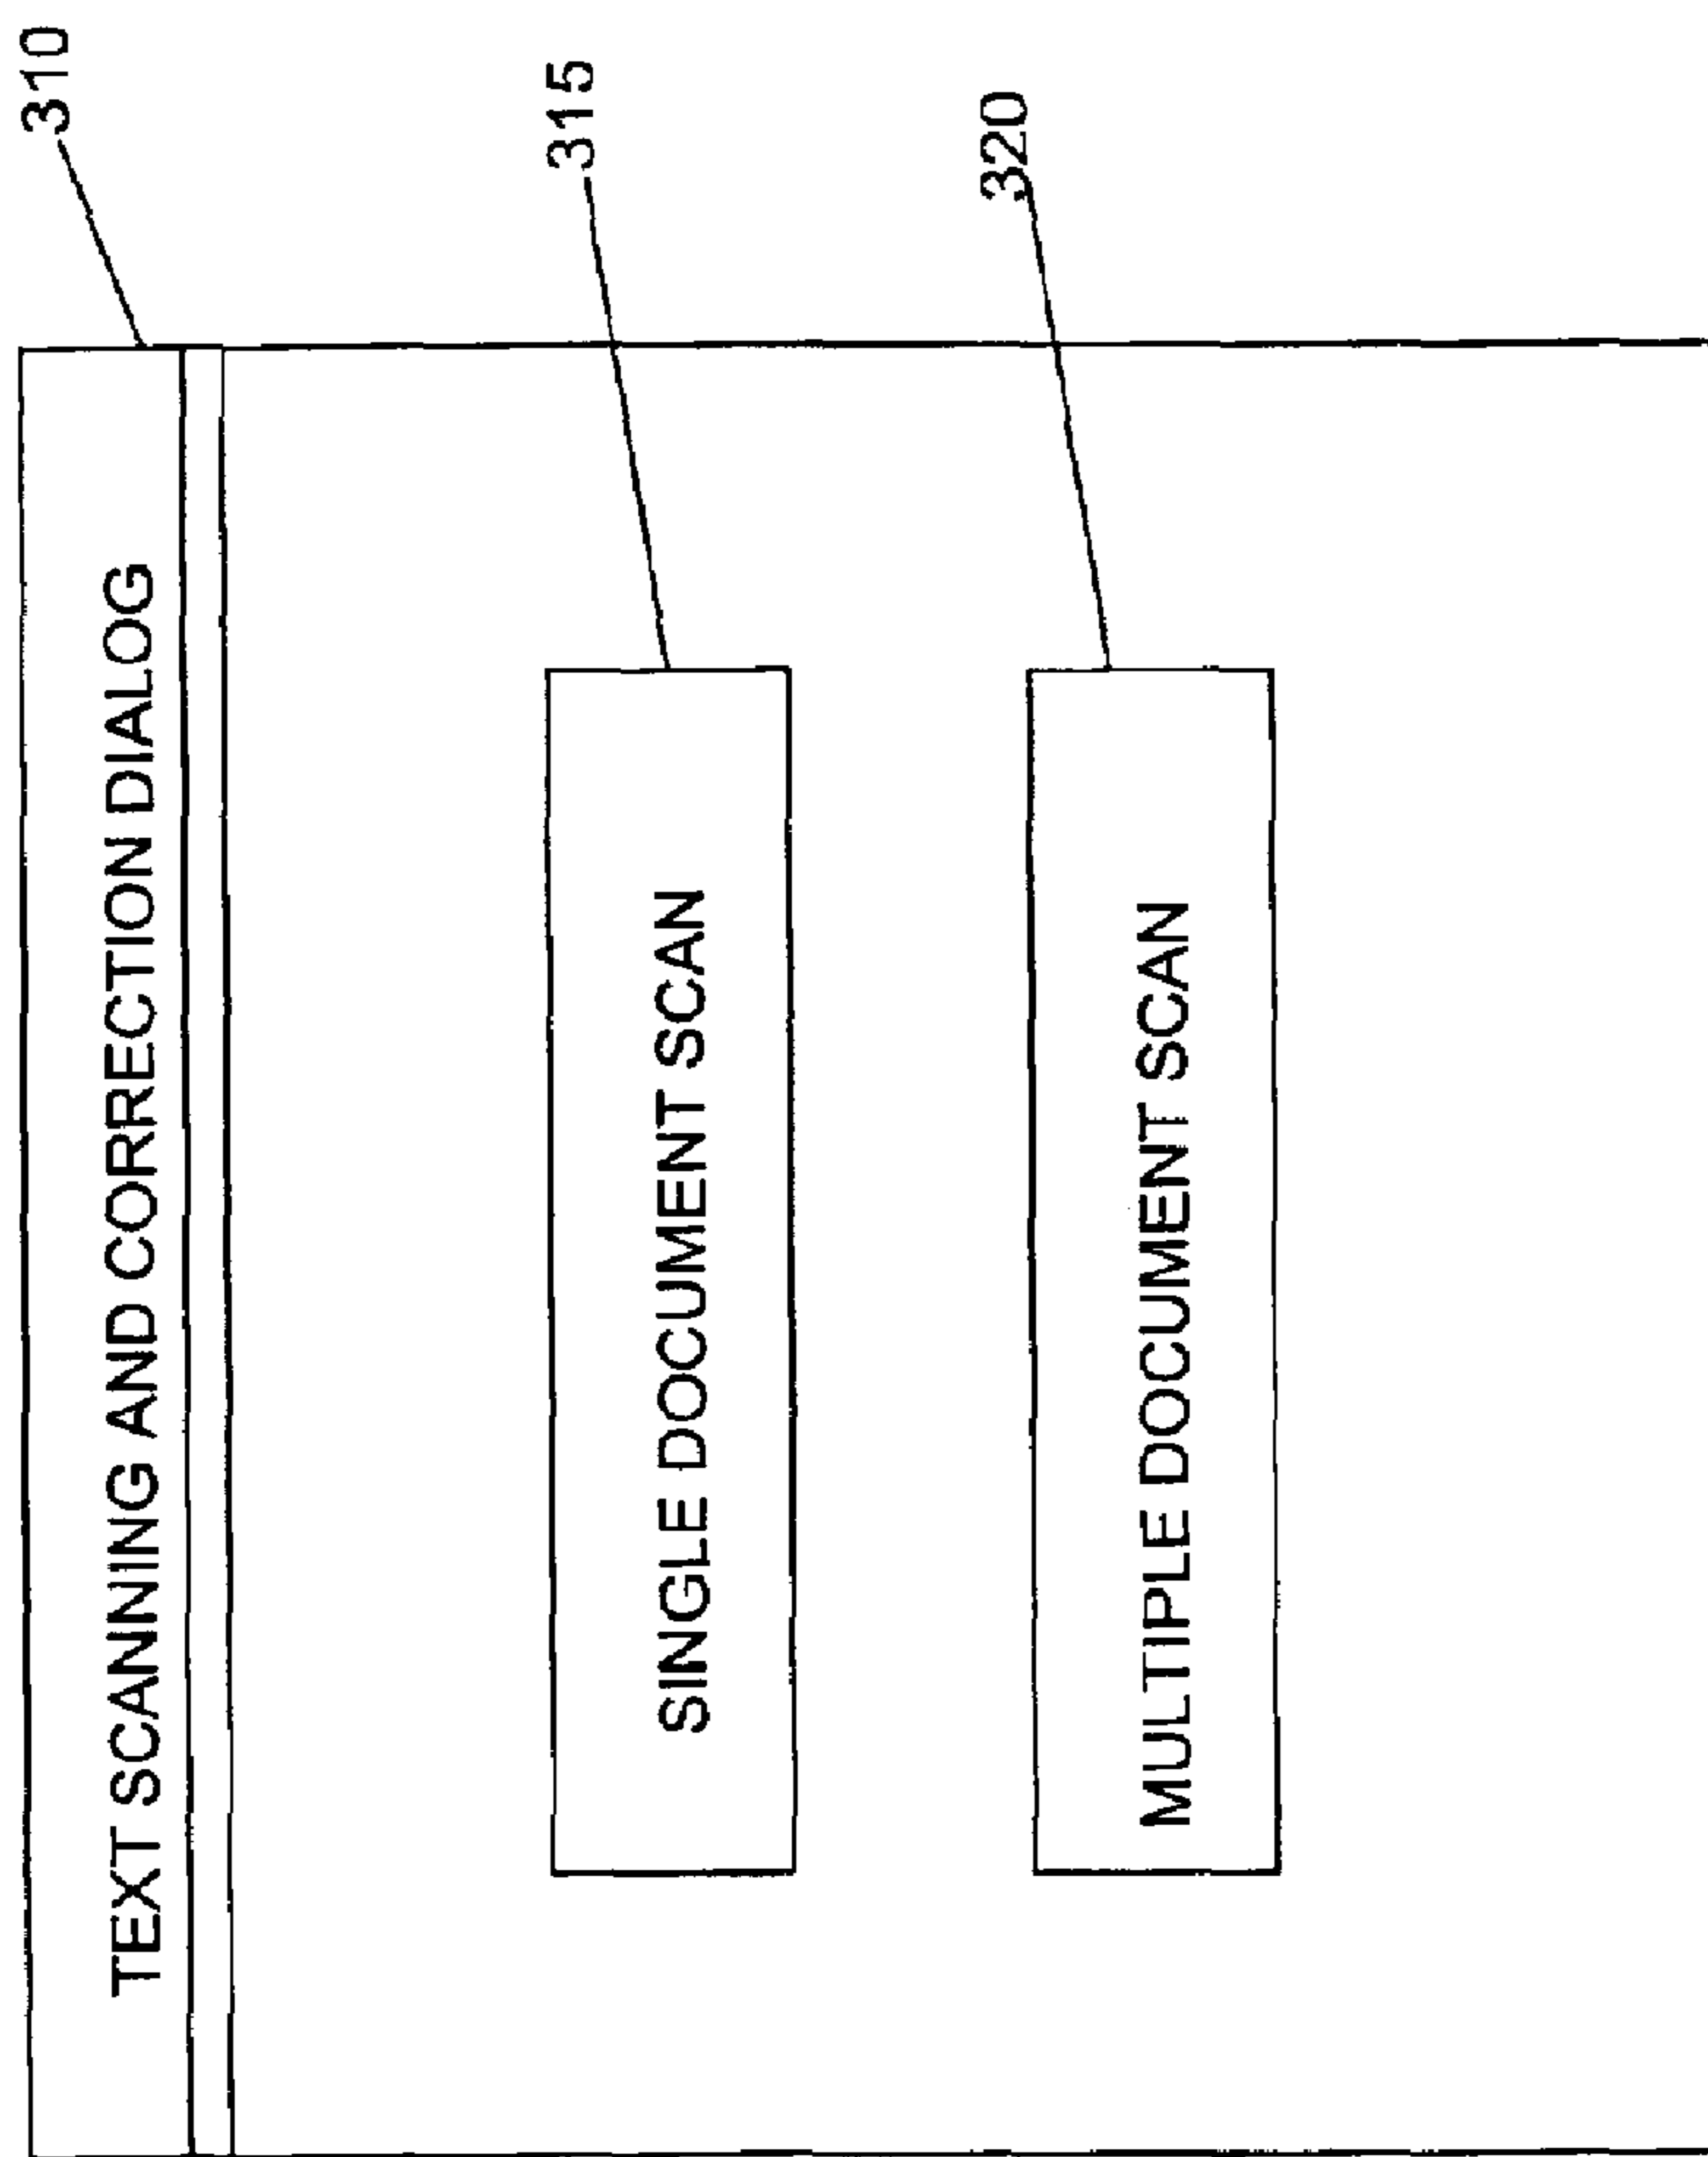 TEXT SCANNING AND CORRECTION DIALOG
310
SINGLE DOCUMENT SCAN
315
MULTIPLE DOCUMENT SCAN
320